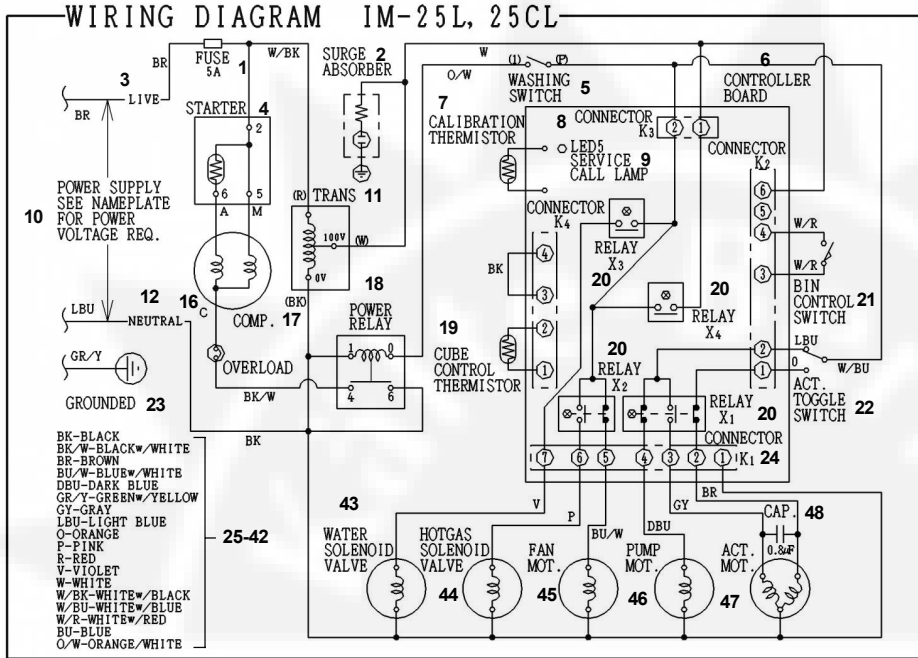 WIRING DIAGRAM IM-25L, 25CL
BR
FUSE
5A
1
W/BK
SURGE 2
ABSORBER
W
O/W
(1) (P)
WASHING
SWITCH
5
6
CONTROLLER
BOARD
3
LIVE
BR
STARTER 4
2
6 5
A M
7
CALIBRATION
THERMISTOR
8
CONNECTOR
K3
2 1
LED5
SERVICE 9
CALL LAMP
CONNECTOR
K2
6
5
4
3
2
1
W/R
W/R
BIN
CONTROL 21
SWITCH
10
POWER SUPPLY
SEE NAMEPLATE
FOR POWER
VOLTAGE REQ.
11
(R) TRANS
100V (W)
0V
(BK)
CONNECTOR
K4
4
3
2
1
BK
RELAY
X3
20
20
RELAY
X4
12
LBU
NEUTRAL
16
C
COMP. 17
18
POWER
RELAY
1 0
4 6
19
CUBE
CONTROL
THERMISTOR
20
RELAY
X2
RELAY 20
X1
LBU
0
W/BU
ACT.
TOGGLE 22
SWITCH
GR/Y
GROUNDED 23
OVERLOAD
BK/W
BK
CONNECTOR
K1 24
7 6 5 4 3 2 1
BK-BLACK
BK/W-BLACKw/WHITE
BR-BROWN
BU/W-BLUEw/WHITE
DBU-DARK BLUE
GR/Y-GREENw/YELLOW
GY-GRAY
LBU-LIGHT BLUE
O-ORANGE
P-PINK
R-RED
V-VIOLET
W-WHITE
W/BK-WHITEw/BLACK
W/BU-WHITEw/BLUE
W/R-WHITEw/RED
BU-BLUE
O/W-ORANGE/WHITE
25-42
V
P
BU/W
DBU
GY
BR
43
WATER
SOLENOID
VALVE
HOTGAS
SOLENOID
VALVE
44
FAN
MOT.
45
PUMP
MOT.
46
CAP. 48
0.8μF
ACT.
MOT.
47